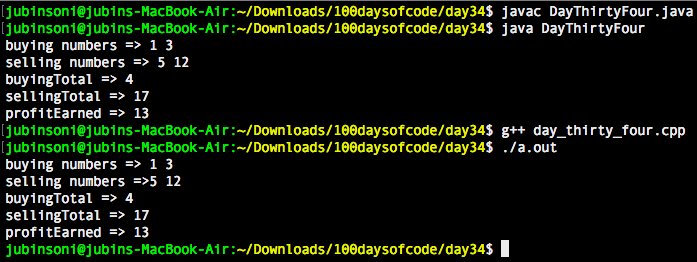 [jubinsoni@jubins-MacBook-Air:~/Downloads/100daysofcode/day34$ javac DayThirtyFour.java
[jubinsoni@jubins-MacBook-Air:~/Downloads/100daysofcode/day34$ java DayThirtyFour
buying numbers => 1 3
selling numbers => 5 12
buyingTotal => 4
sellingTotal => 17
profitEarned => 13
[jubinsoni@jubins-MacBook-Air:~/Downloads/100daysofcode/day34$ g++ day_thirty_four.cpp
[jubinsoni@jubins-MacBook-Air:~/Downloads/100daysofcode/day34$ ./a.out
buying numbers => 1 3
selling numbers =>5 12
buyingTotal => 4
sellingTotal => 17
profitEarned => 13
jubinsoni@jubins-MacBook-Air:~/Downloads/100daysofcode/day34$